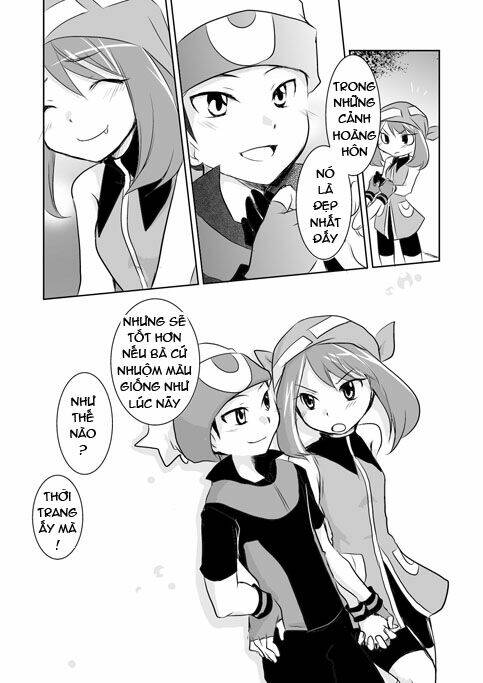 TRONG
NHỮNG
CẢNH
HOÀNG
HÔN
NÓ
LÀ
ĐẸP
NHẤT
ĐẤY
NHƯNG SẼ
TỐT HƠN
NẾU BÀ CỨ
NHUỘM MÀU
GIỐNG NHƯ
LÚC NÃY
NHƯ
THẾ
NÀO ?
THỜI
TRANG
ẤY MÀ
!